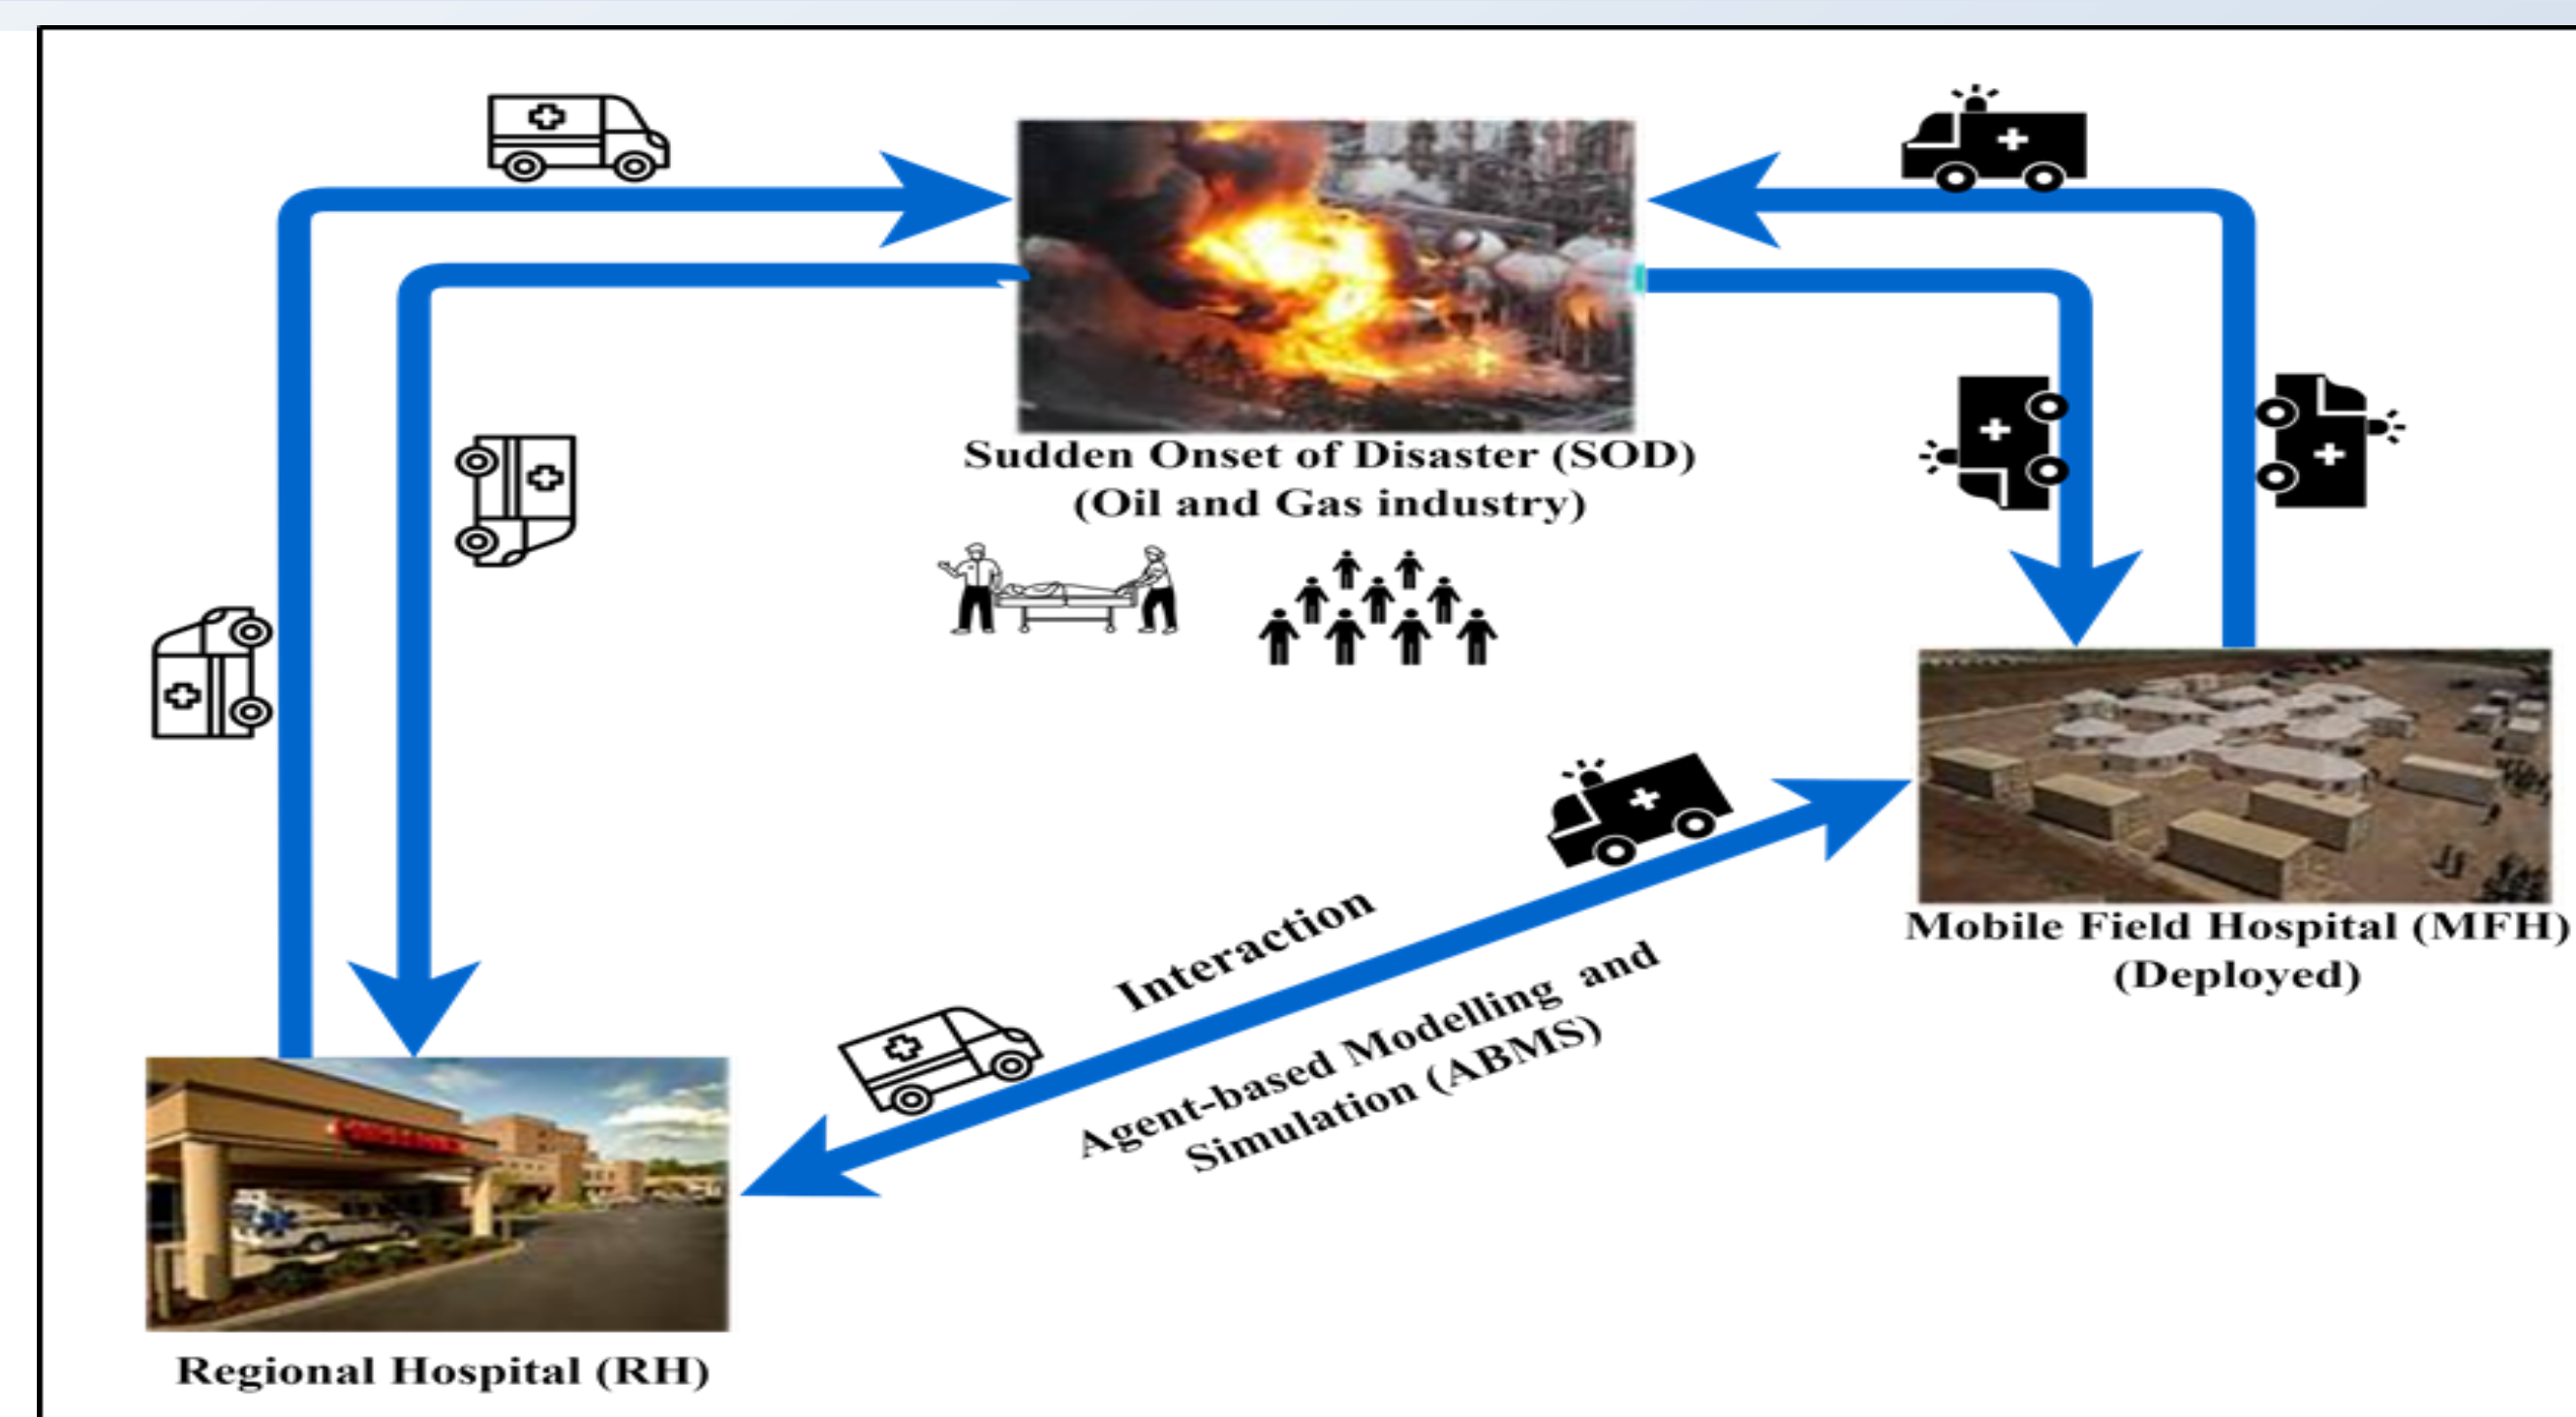 Sudden Onset of Disaster (SOD)
(Oil and Gas industry)
Mobile Field Hospital (MFH)
(Deployed)
Interaction
Agent-based Modelling and
Simulation (ABMS)
Regional Hospital (RH)